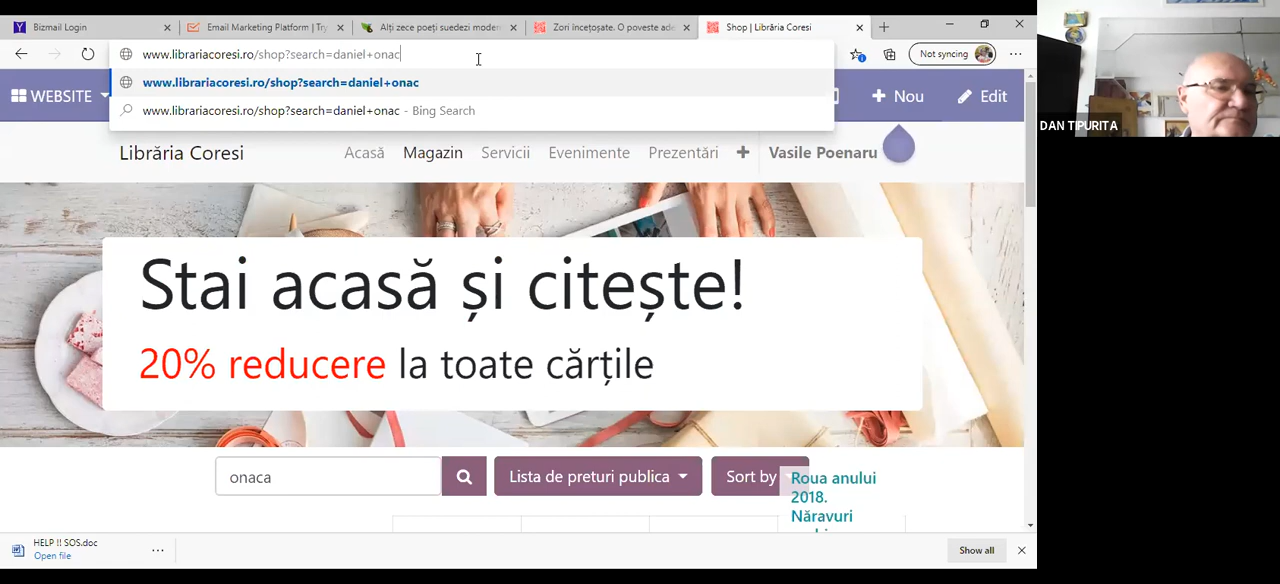 Bizmail Login
Email Marketing Platform | Try
Alți zece poeți suedezi modern
Zori încețoșate. O poveste ade
Shop | Librăria Coresi
www.librariacoresi.ro/shop?search=daniel+onac
Not syncing
www.librariacoresi.ro/shop?search=daniel+onac
www.librariacoresi.ro/shop?search=daniel+onac - Bing Search
WEBSITE
Nou
Edit
DAN TIPURITA
Librăria Coresi
Acasă
Magazin
Servicii
Evenimente
Prezentări
Vasile Poenaru
Stai acasă și citește!
20% reducere la toate cărțile
onaca
Lista de preturi publica
Sort by
Roua anului
2018.
Năravuri
HELP !! SOS.doc
Open file
Show all